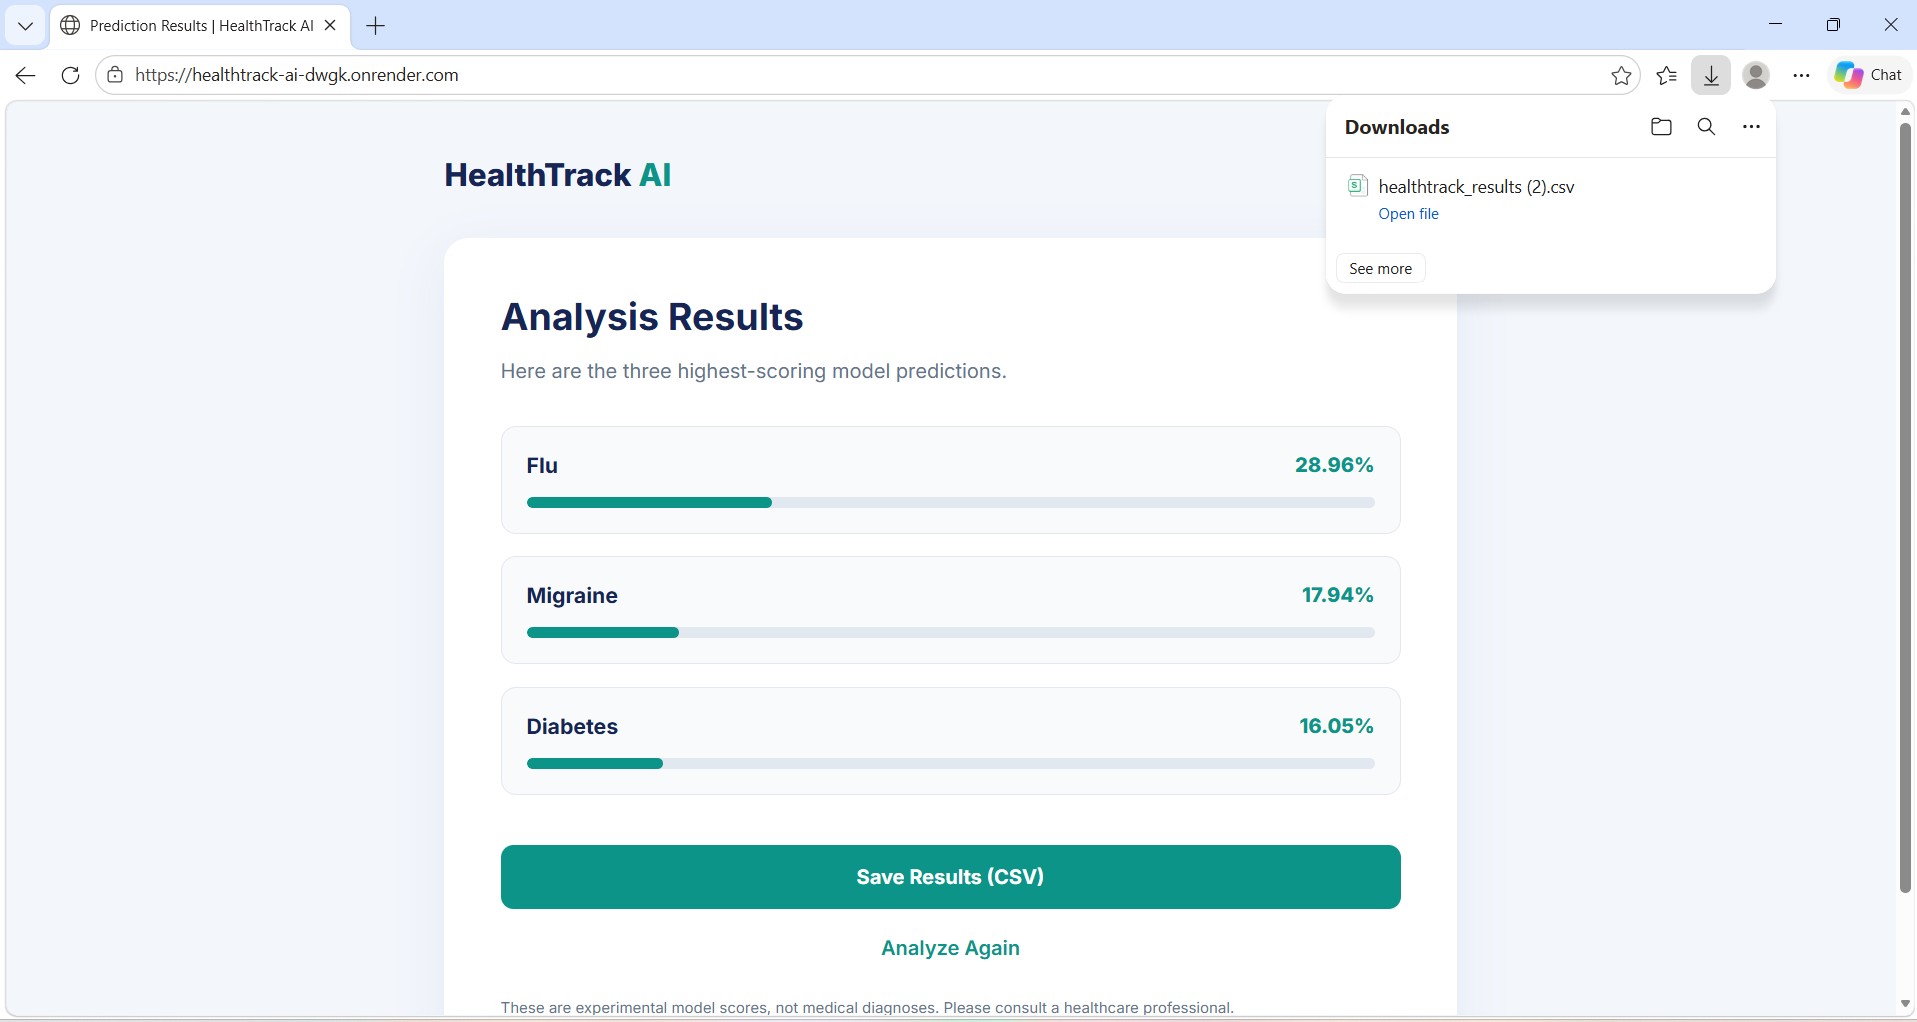 Prediction Results | HealthTrack AI
https://healthtrack-ai-dwgk.onrender.com
Chat
Downloads
healthtrack_results (2).csv
Open file
See more
HealthTrack AI
Analysis Results
Here are the three highest-scoring model predictions.
Flu 28.96%
Migraine 17.94%
Diabetes 16.05%
Save Results (CSV)
Analyze Again
These are experimental model scores, not medical diagnoses. Please consult a healthcare professional.